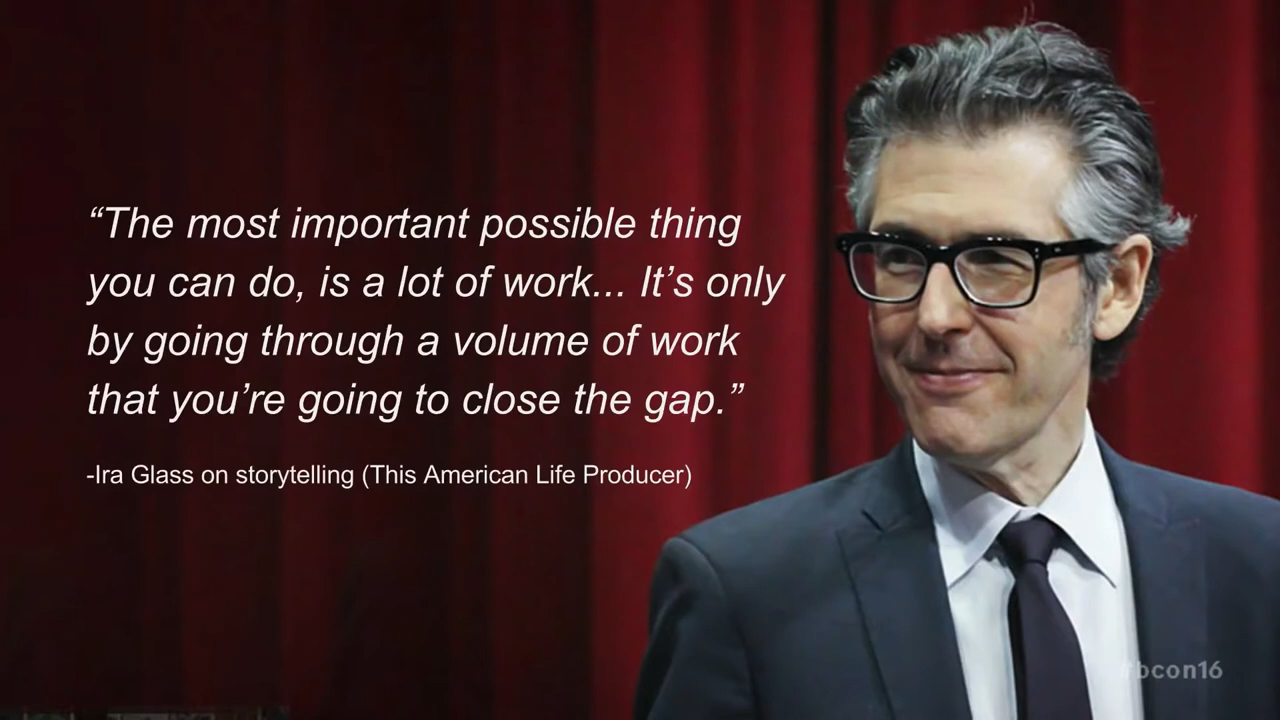 “The most important possible thing
you can do, is a lot of work... It’s only
by going through a volume of work
that you’re going to close the gap.”
-Ira Glass on storytelling (This American Life Producer)
#bcon16